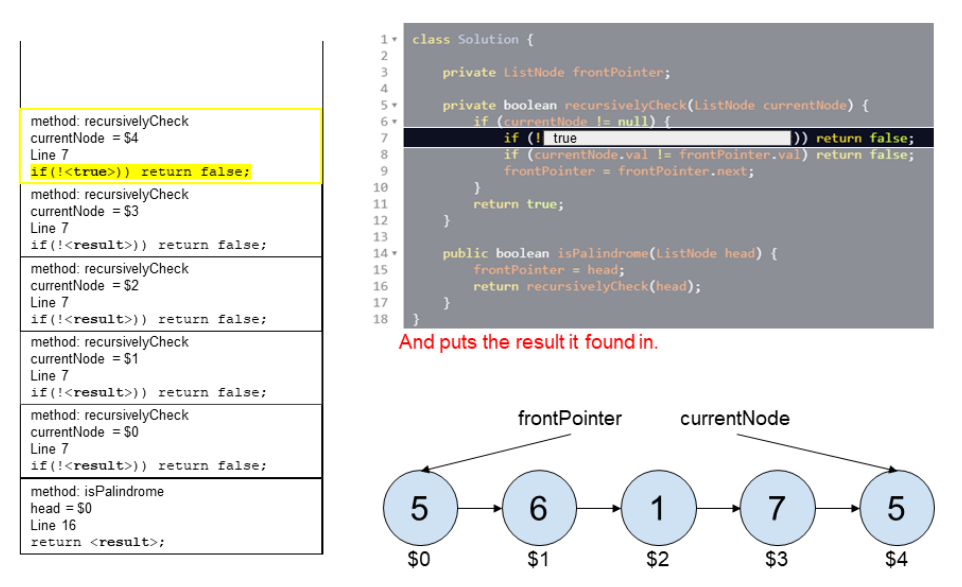 method: recursivelyCheck
currentNode = $4
Line 7
if(!<true>)) return false;
method: recursivelyCheck
currentNode = $3
Line 7
if(!<result>)) return false;
method: recursivelyCheck
currentNode = $2
Line 7
if(!<result>)) return false;
method: recursivelyCheck
currentNode = $1
Line 7
if(!<result>)) return false;
method: recursivelyCheck
currentNode = $0
Line 7
if(!<result>)) return false;
method: isPalindrome
head = $0
Line 16
return <result>;
1 class Solution {
2
3 private ListNode frontPointer;
4
5 private boolean recursivelyCheck(ListNode currentNode) {
6 if (currentNode != null) {
7 if (! true )) return false;
8 if (currentNode.val != frontPointer.val) return false;
9 frontPointer = frontPointer.next;
10 }
11 return true;
12 }
13
14 public boolean isPalindrome(ListNode head) {
15 frontPointer = head;
16 return recursivelyCheck(head);
17 }
18 }
And puts the result it found in.
frontPointer currentNode
5 6 1 7 5
$0 $1 $2 $3 $4